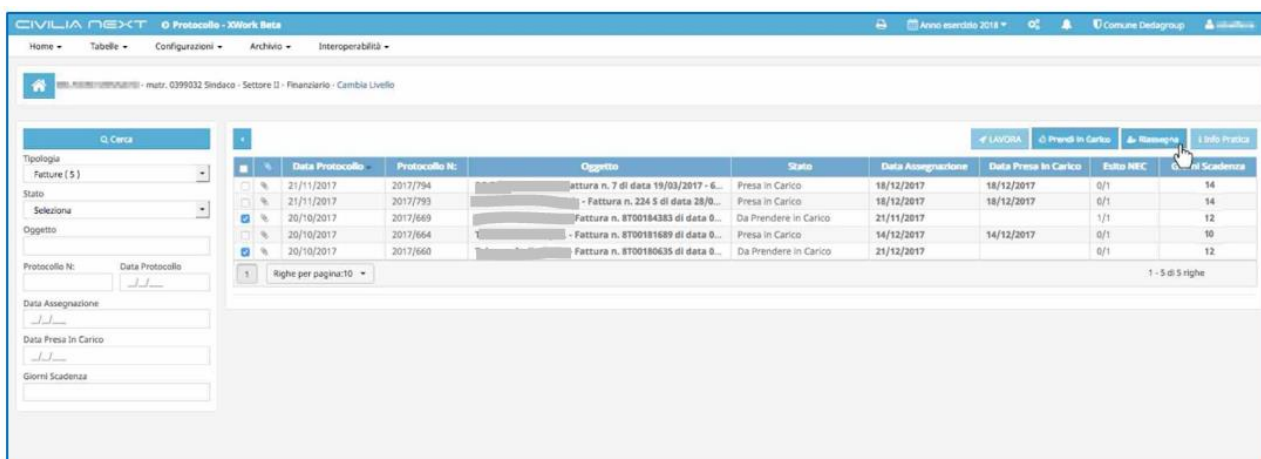 CIVILIA NEXT Protocollo - XWork Beta Anno esercizio 2018 Comune Dedagroup
Home Tabelle Configurazioni Archivio Interoperabilità
- matr. 0399032 Sindaco - Settore II - Finanziario - Cambia Livello
Cerca
LAVORA Prendi In Carico Riassegna Info Pratica
Tipologia
Fatture ( 5 )
Stato
Seleziona
Oggetto
Protocollo N: Data Protocollo
_/_/__
Data Assegnazione
_/_/__
Data Presa In Carico
_/_/__
Giorni Scadenza
Data Protocollo Protocollo N: Oggetto Stato Data Assegnazione Data Presa In Carico Esito NEC Scadenza
21/11/2017 2017/794 attura n. 7 di data 19/03/2017 - 6... Presa in Carico 18/12/2017 18/12/2017 0/1 14
21/11/2017 2017/793 - Fattura n. 224 S di data 28/0... Presa in Carico 18/12/2017 18/12/2017 0/1 14
20/10/2017 2017/669 Fattura n. 8T00184383 di data 0... Da Prendere in Carico 21/11/2017 1/1 12
20/10/2017 2017/664 - Fattura n. 8T00181689 di data 0... Presa in Carico 14/12/2017 14/12/2017 0/1 10
20/10/2017 2017/660 - Fattura n. 8T00180635 di data 0... Da Prendere in Carico 21/12/2017 0/1 12
1 Righe per pagina:10 1 - 5 di 5 righe